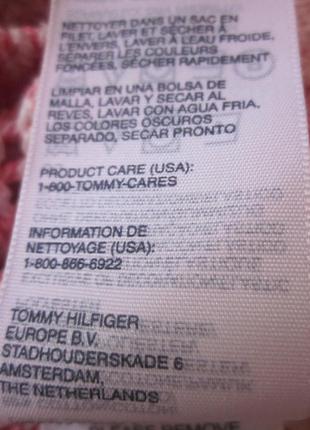 NETTOYER DANS UN SAC EN
FILET, LAVER ET SÉCHER À
L'ENVERS, LAVER À L'EAU FROIDE,
SÉPARER LES COULEURS
FONCÉES, SÉCHER RAPIDEMENT
LIMPIAR EN UNA BOLSA DE
MALLA, LAVAR Y SECAR AL
REVES, LAVAR CON AGUA FRIA.
LOS COLORES OSCUROS
SEPARADO, SECAR PRONTO
PRODUCT CARE (USA):
1-800-TOMMY-CARES
INFORMATION DE
NETTOYAGE (USA):
1-800-866-6922
TOMMY HILFIGER
EUROPE B.V.
STADHOUDERSKADE 6
AMSTERDAM,
THE NETHERLANDS
PLEASE REMOVE